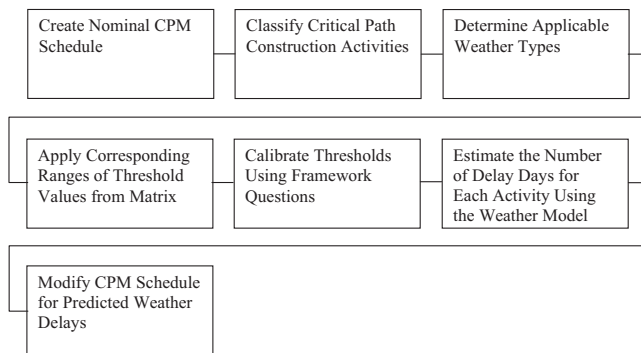 Create Nominal CPM
Schedule
Classify Critical Path
Construction Activities
Determine Applicable
Weather Types
Apply Corresponding
Ranges of Threshold
Values from Matrix
Calibrate Thresholds
Using Framework
Questions
Estimate the Number
of Delay Days for
Each Activity Using
the Weather Model
Modify CPM Schedule
for Predicted Weather
Delays